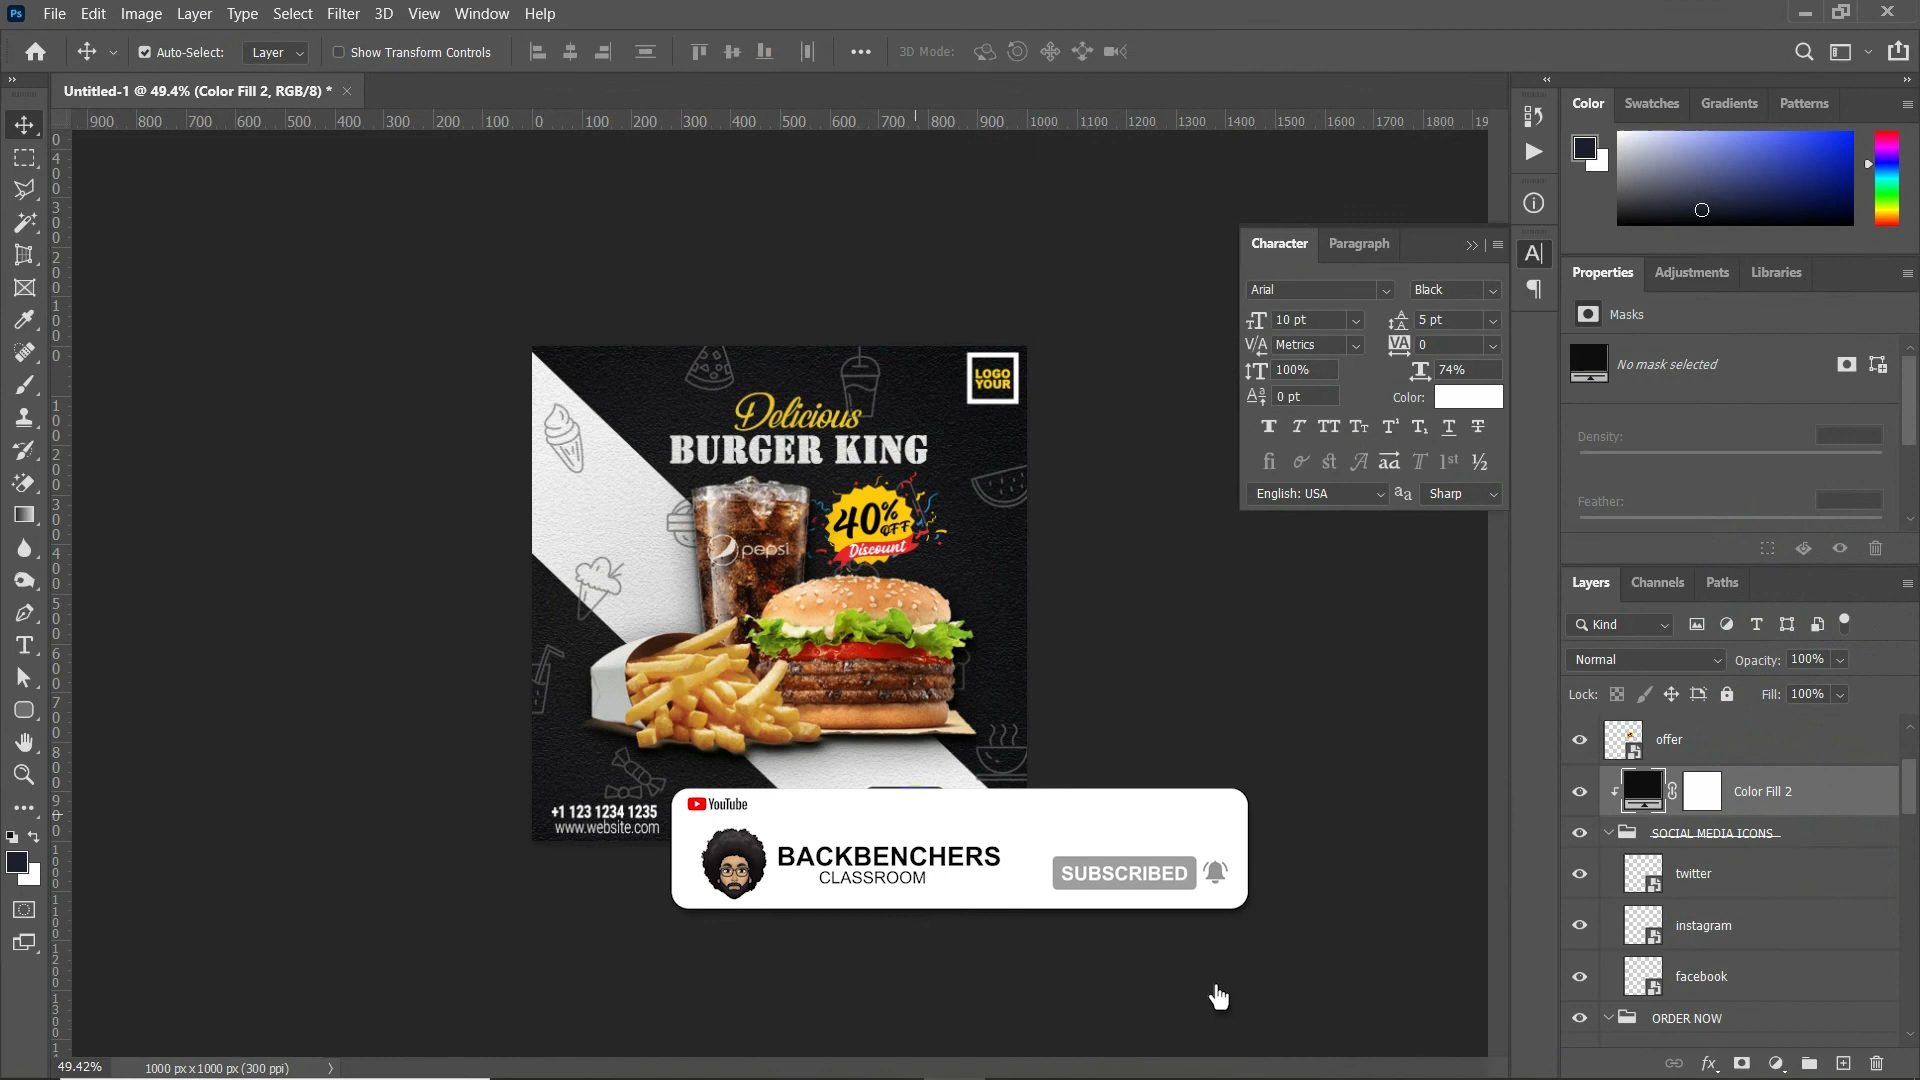 Ps File Edit Image Layer Type Select Filter 3D View Window Help
Auto-Select: Layer Show Transform Controls 3D Mode:
Untitled-1 @ 49.4% (Color Fill 2, RGB/8) *
900 800 700 600 500 400 300 200 100 0 100 200 300 400 500 600 700 800 900 1000 1100 1200 1300 1400 1500 1600 1700 1800 19
LOGO
YOUR
Delicious
BURGER KING
pepsi
40%
OFF
Discount
+1 123 1234 1235
www.website.com
YouTube
BACKBENCHERS
CLASSROOM
SUBSCRIBED
Character Paragraph
Arial Black
10 pt 5 pt
Metrics 0
100% 74%
0 pt Color:
English: USA Sharp
Color Swatches Gradients Patterns
Properties Adjustments Libraries
Masks
No mask selected
Density:
Feather:
Layers Channels Paths
Kind
Normal Opacity: 100%
Lock: Fill: 100%
offer
Color Fill 2
SOCIAL MEDIA ICONS
twitter
instagram
facebook
ORDER NOW
49.42% 1000 px x 1000 px (300 ppi)